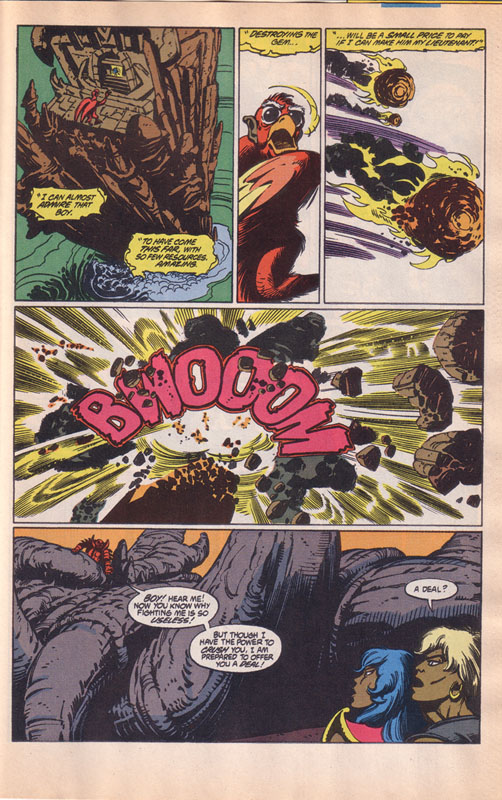 "I CAN ALMOST
ADMIRE THAT
BOY.
"TO HAVE COME
THIS FAR, WITH
SO FEW RESOURCES.
AMAZING.
"DESTROYING THE
GEM...
"...WILL BE A SMALL PRICE TO PAY
IF I CAN MAKE HIM MY LIEUTENANT!"
BWOOOM
BOY! HEAR ME!
NOW YOU KNOW WHY
FIGHTING ME IS SO
USELESS!
BUT THOUGH I
HAVE THE POWER TO
CRUSH YOU, I AM
PREPARED TO OFFER
YOU A DEAL!
A DEAL?